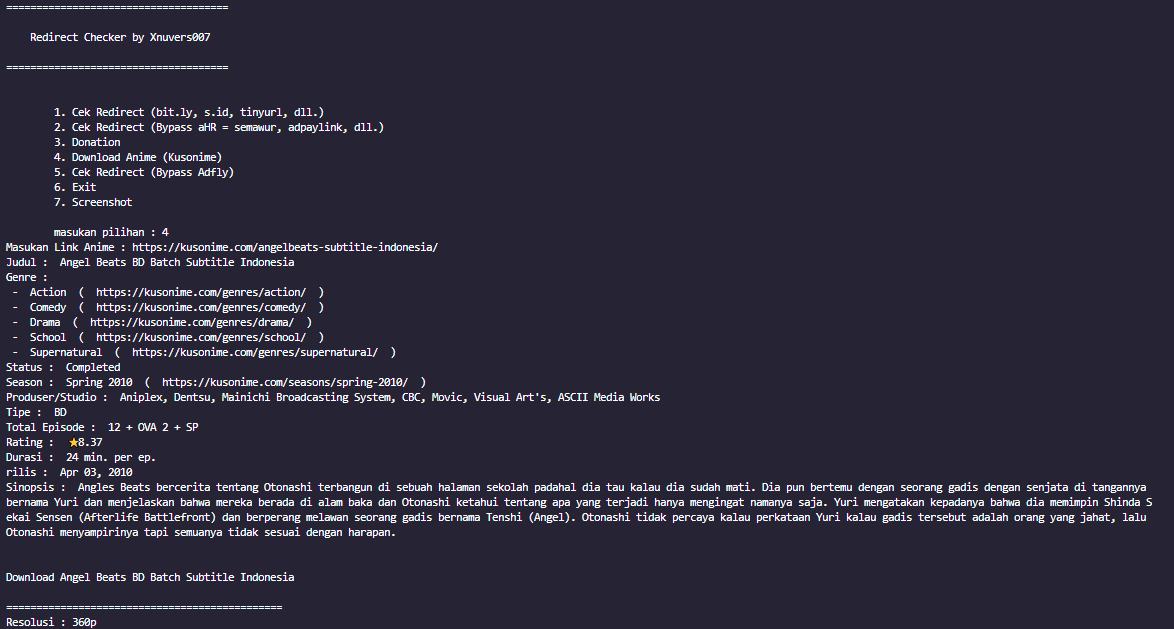 =====================================
Redirect Checker by Xnuvers007
=====================================
1. Cek Redirect (bit.ly, s.id, tinyurl, dll.)
2. Cek Redirect (Bypass aHR = semawur, adpaylink, dll.)
3. Donation
4. Download Anime (Kusonime)
5. Cek Redirect (Bypass Adfly)
6. Exit
7. Screenshot
masukan pilihan : 4
Masukan Link Anime : https://kusonime.com/angelbeats-subtitle-indonesia/
Judul :  Angel Beats BD Batch Subtitle Indonesia
Genre :
 -  Action  (  https://kusonime.com/genres/action/  )
 -  Comedy  (  https://kusonime.com/genres/comedy/  )
 -  Drama  (  https://kusonime.com/genres/drama/  )
 -  School  (  https://kusonime.com/genres/school/  )
 -  Supernatural  (  https://kusonime.com/genres/supernatural/  )
Status :  Completed
Season :  Spring 2010  (  https://kusonime.com/seasons/spring-2010/  )
Produser/Studio :  Aniplex, Dentsu, Mainichi Broadcasting System, CBC, Movic, Visual Art's, ASCII Media Works
Tipe :  BD
Total Episode :  12 + OVA 2 + SP
Rating :  ⭐8.37
Durasi :  24 min. per ep.
rilis :  Apr 03, 2010
Sinopsis :  Angles Beats bercerita tentang Otonashi terbangun di sebuah halaman sekolah padahal dia tau kalau dia sudah mati. Dia pun bertemu dengan seorang gadis dengan senjata di tangannya
bernama Yuri dan menjelaskan bahwa mereka berada di alam baka dan Otonashi ketahui tentang apa yang terjadi hanya mengingat namanya saja. Yuri mengatakan kepadanya bahwa dia memimpin Shinda S
ekai Sensen (Afterlife Battlefront) dan berperang melawan seorang gadis bernama Tenshi (Angel). Otonashi tidak percaya kalau perkataan Yuri kalau gadis tersebut adalah orang yang jahat, lalu
Otonashi menyampirinya tapi semuanya tidak sesuai dengan harapan.
Download Angel Beats BD Batch Subtitle Indonesia
==============================================
Resolusi : 360p